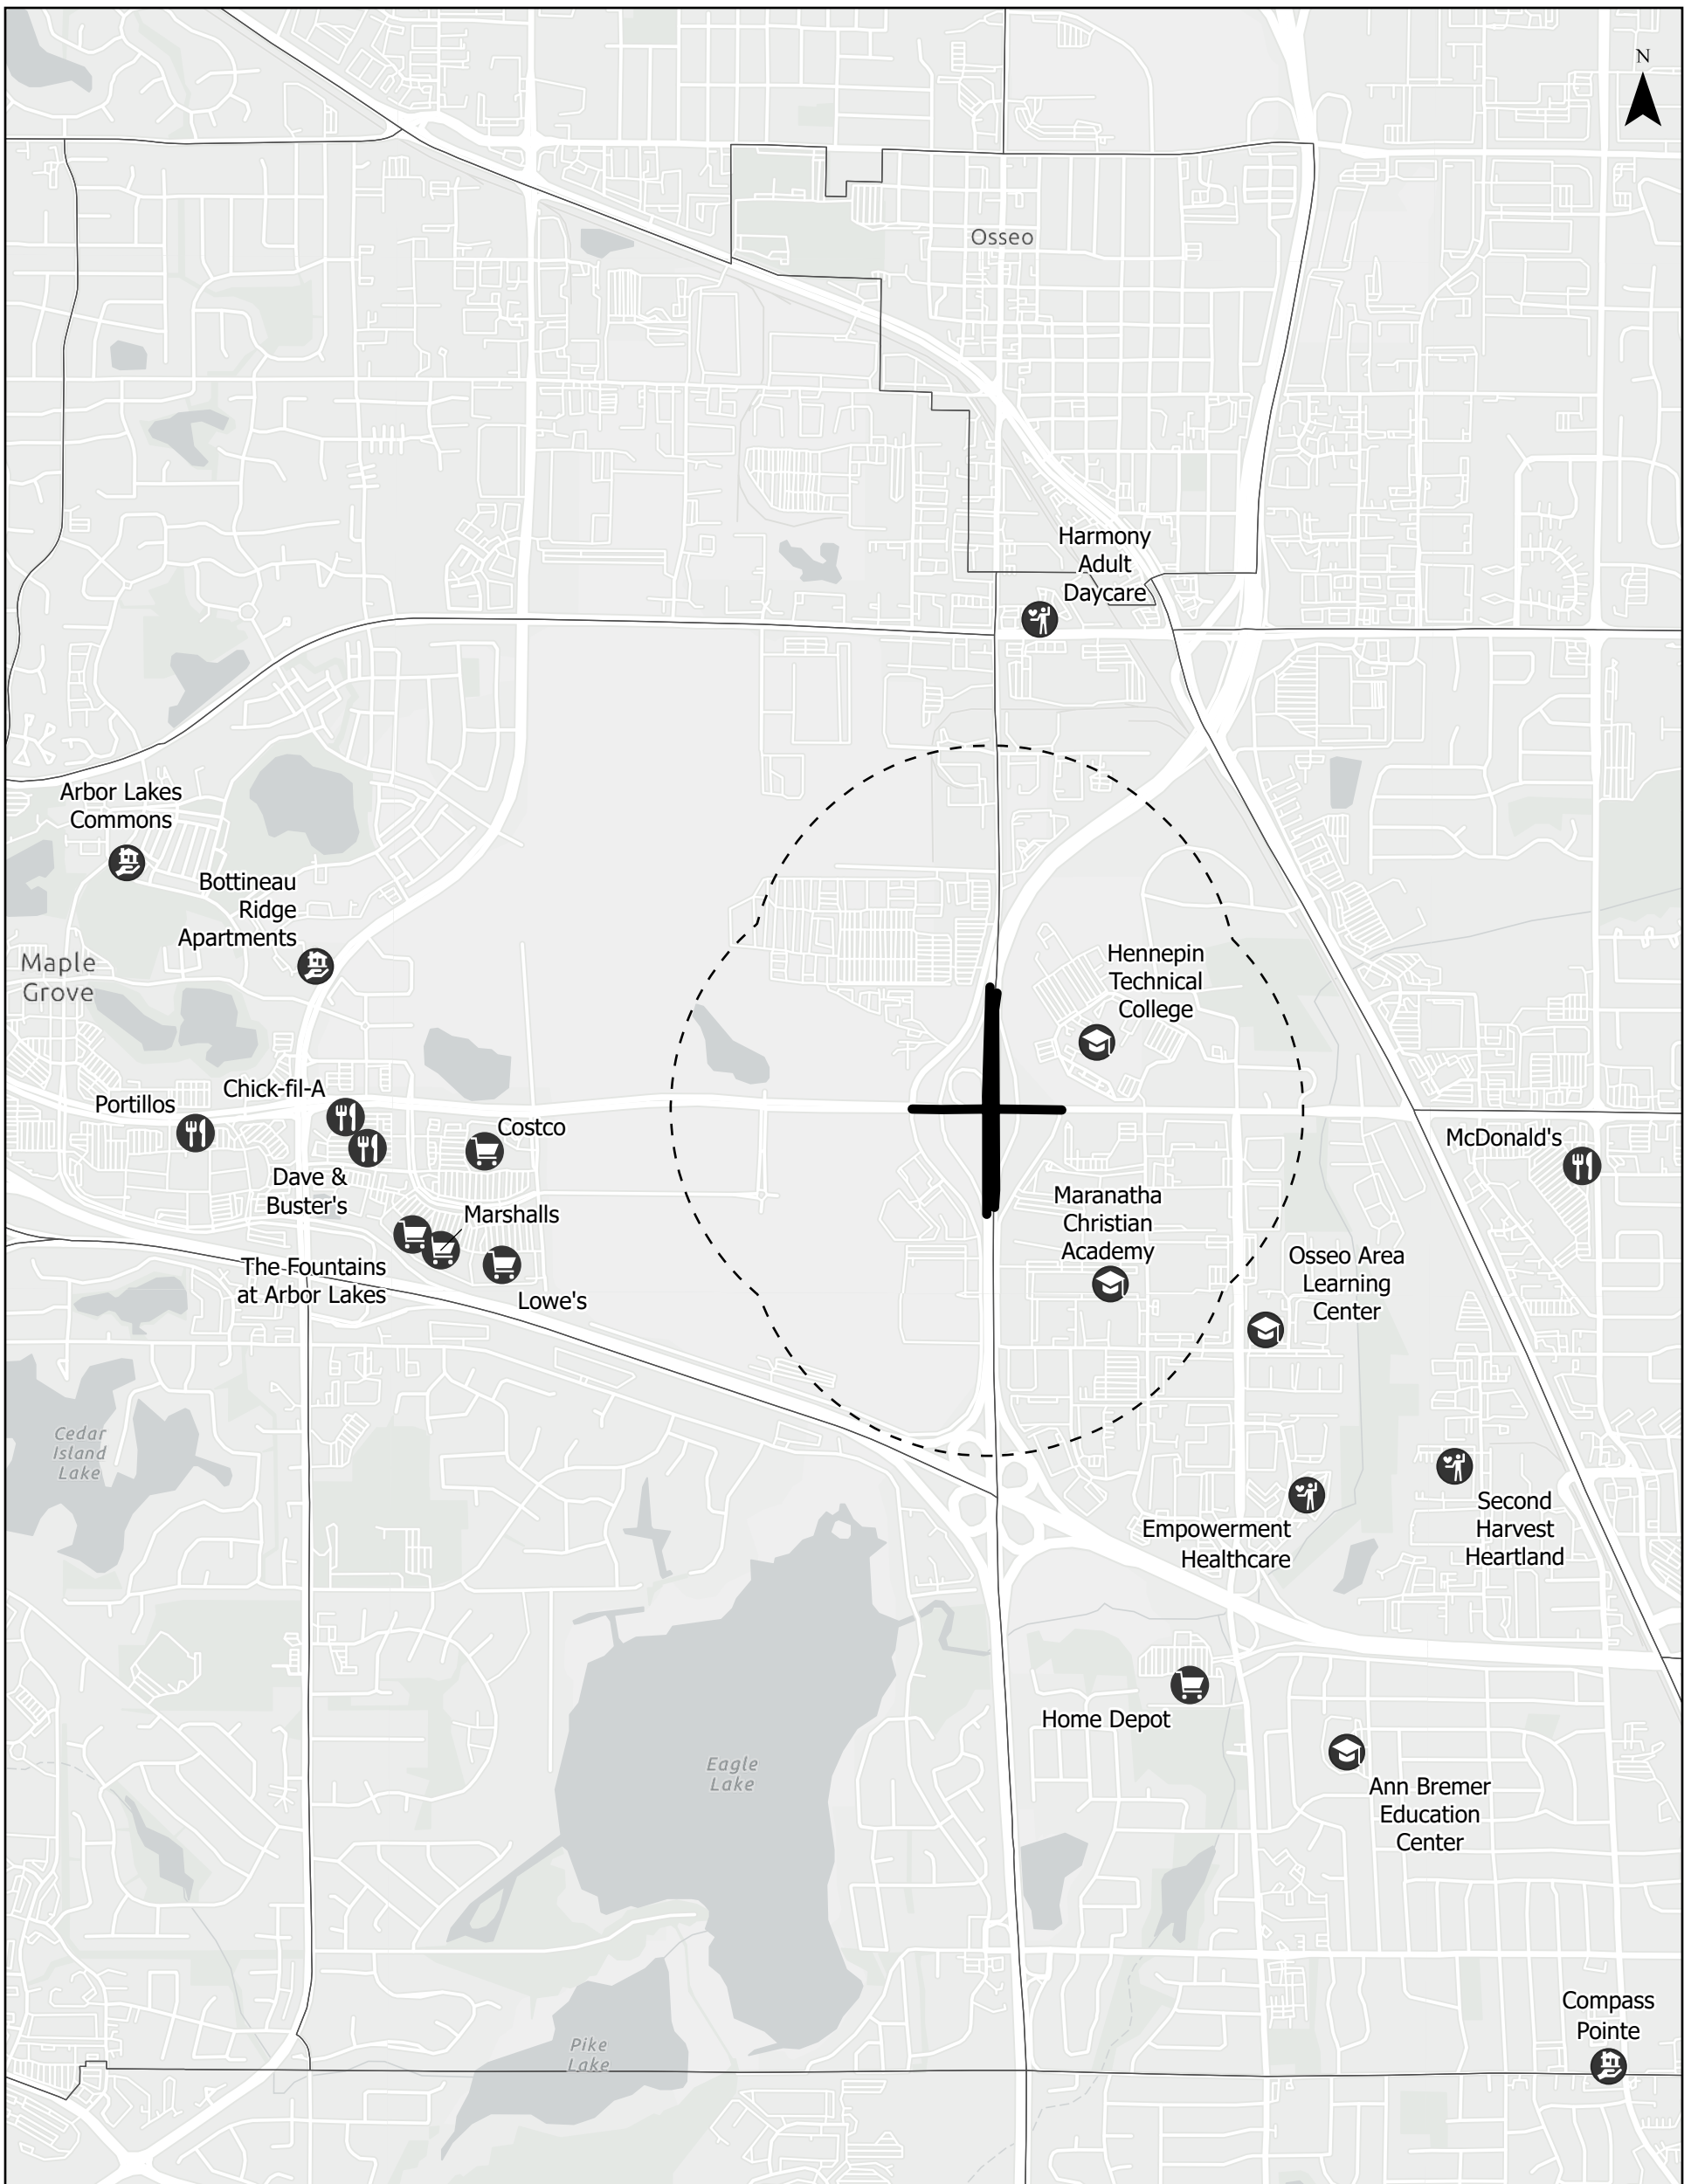 N
Osseo
Harmony
Adult
Daycare
Arbor Lakes
Commons
Bottineau
Ridge
Apartments
Maple
Grove
Hennepin
Technical
College
Chick-fil-A
Portillos
Costco
McDonald's
Dave &
Buster's
Marshalls
Maranatha
Christian
Academy
The Fountains
at Arbor Lakes
Lowe's
Osseo Area
Learning
Center
Cedar
Island
Lake
Second
Harvest
Heartland
Empowerment
Healthcare
Home Depot
Eagle
Lake
Ann Bremer
Education
Center
Compass
Pointe
Pike
Lake